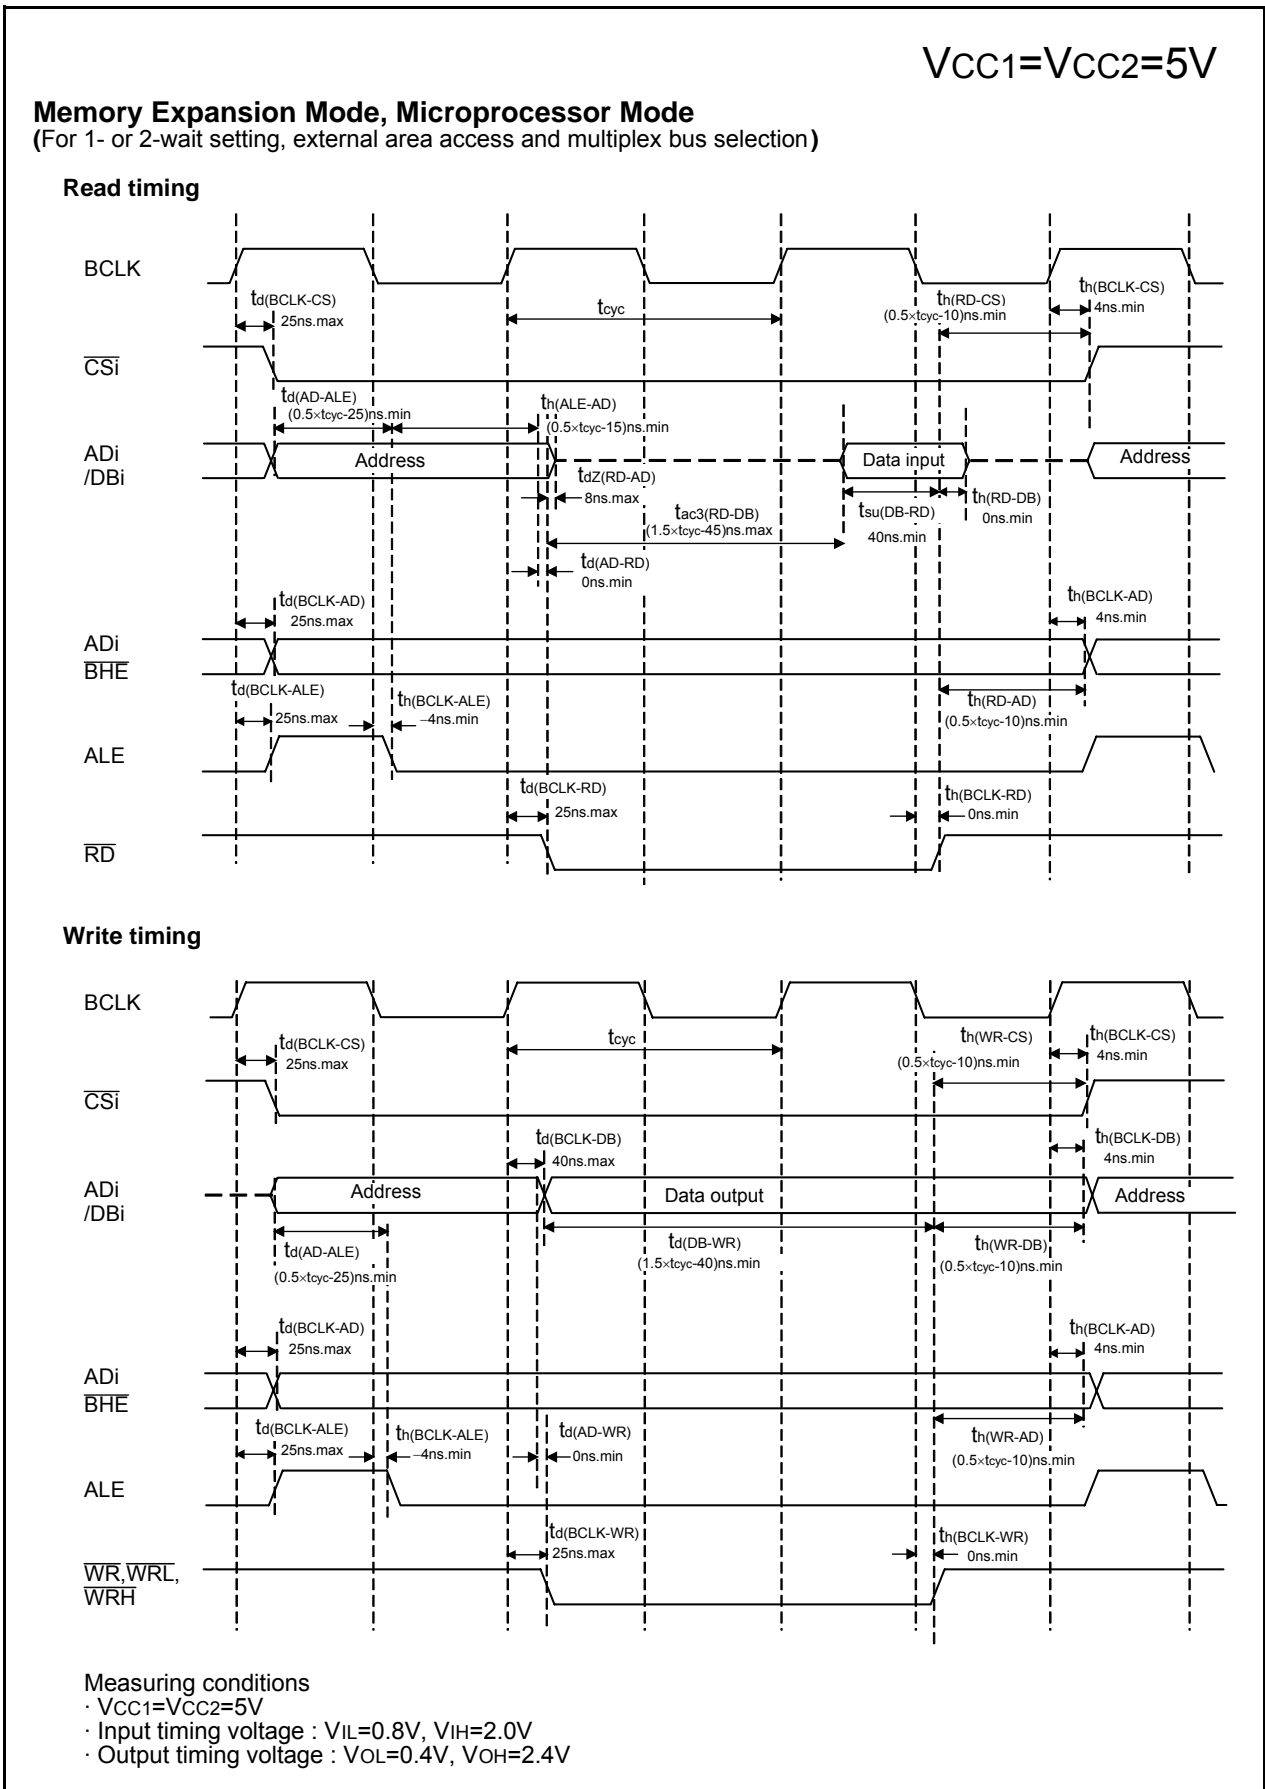 VCC1=VCC2=5V
Memory Expansion Mode, Microprocessor Mode
(For 1- or 2-wait setting, external area access and multiplex bus selection)
Read timing
BCLK
td(BCLK-CS)
25ns.max
tcyc
th(RD-CS)
(0.5×tcyc-10)ns.min
th(BCLK-CS)
4ns.min
CSi
td(AD-ALE)
(0.5×tcyc-25)ns.min
th(ALE-AD)
(0.5×tcyc-15)ns.min
ADi
/DBi
Address
Data input
Address
tdZ(RD-AD)
8ns.max
tac3(RD-DB)
(1.5×tcyc-45)ns.max
tsu(DB-RD)
40ns.min
th(RD-DB)
0ns.min
td(AD-RD)
0ns.min
td(BCLK-AD)
25ns.max
th(BCLK-AD)
4ns.min
ADi
BHE
td(BCLK-ALE)
25ns.max
th(BCLK-ALE)
−4ns.min
th(RD-AD)
(0.5×tcyc-10)ns.min
ALE
td(BCLK-RD)
25ns.max
th(BCLK-RD)
0ns.min
RD
Write timing
BCLK
td(BCLK-CS)
25ns.max
tcyc
th(WR-CS)
(0.5×tcyc-10)ns.min
th(BCLK-CS)
4ns.min
CSi
td(BCLK-DB)
40ns.max
th(BCLK-DB)
4ns.min
ADi
/DBi
Address
Data output
Address
td(AD-ALE)
(0.5×tcyc-25)ns.min
td(DB-WR)
(1.5×tcyc-40)ns.min
th(WR-DB)
(0.5×tcyc-10)ns.min
td(BCLK-AD)
25ns.max
th(BCLK-AD)
4ns.min
ADi
BHE
td(BCLK-ALE)
25ns.max
th(BCLK-ALE)
−4ns.min
td(AD-WR)
0ns.min
th(WR-AD)
(0.5×tcyc-10)ns.min
ALE
td(BCLK-WR)
25ns.max
th(BCLK-WR)
0ns.min
WR,WRL,
WRH
Measuring conditions
· VCC1=VCC2=5V
· Input timing voltage : VIL=0.8V, VIH=2.0V
· Output timing voltage : VOL=0.4V, VOH=2.4V